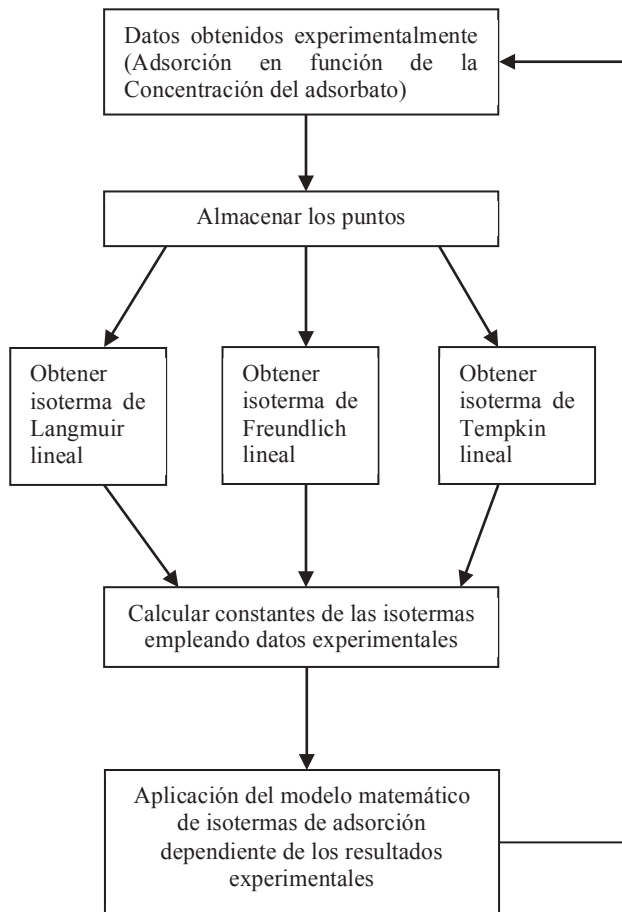 Datos obtenidos experimentalmente
(Adsorción en función de la
Concentración del adsorbato)
Almacenar los puntos
Obtener
isoterma de
Langmuir
lineal
Obtener
isoterma de
Freundlich
lineal
Obtener
isoterma de
Tempkin
lineal
Calcular constantes de las isotermas
empleando datos experimentales
Aplicación del modelo matemático
de isotermas de adsorción
dependiente de los resultados
experimentales